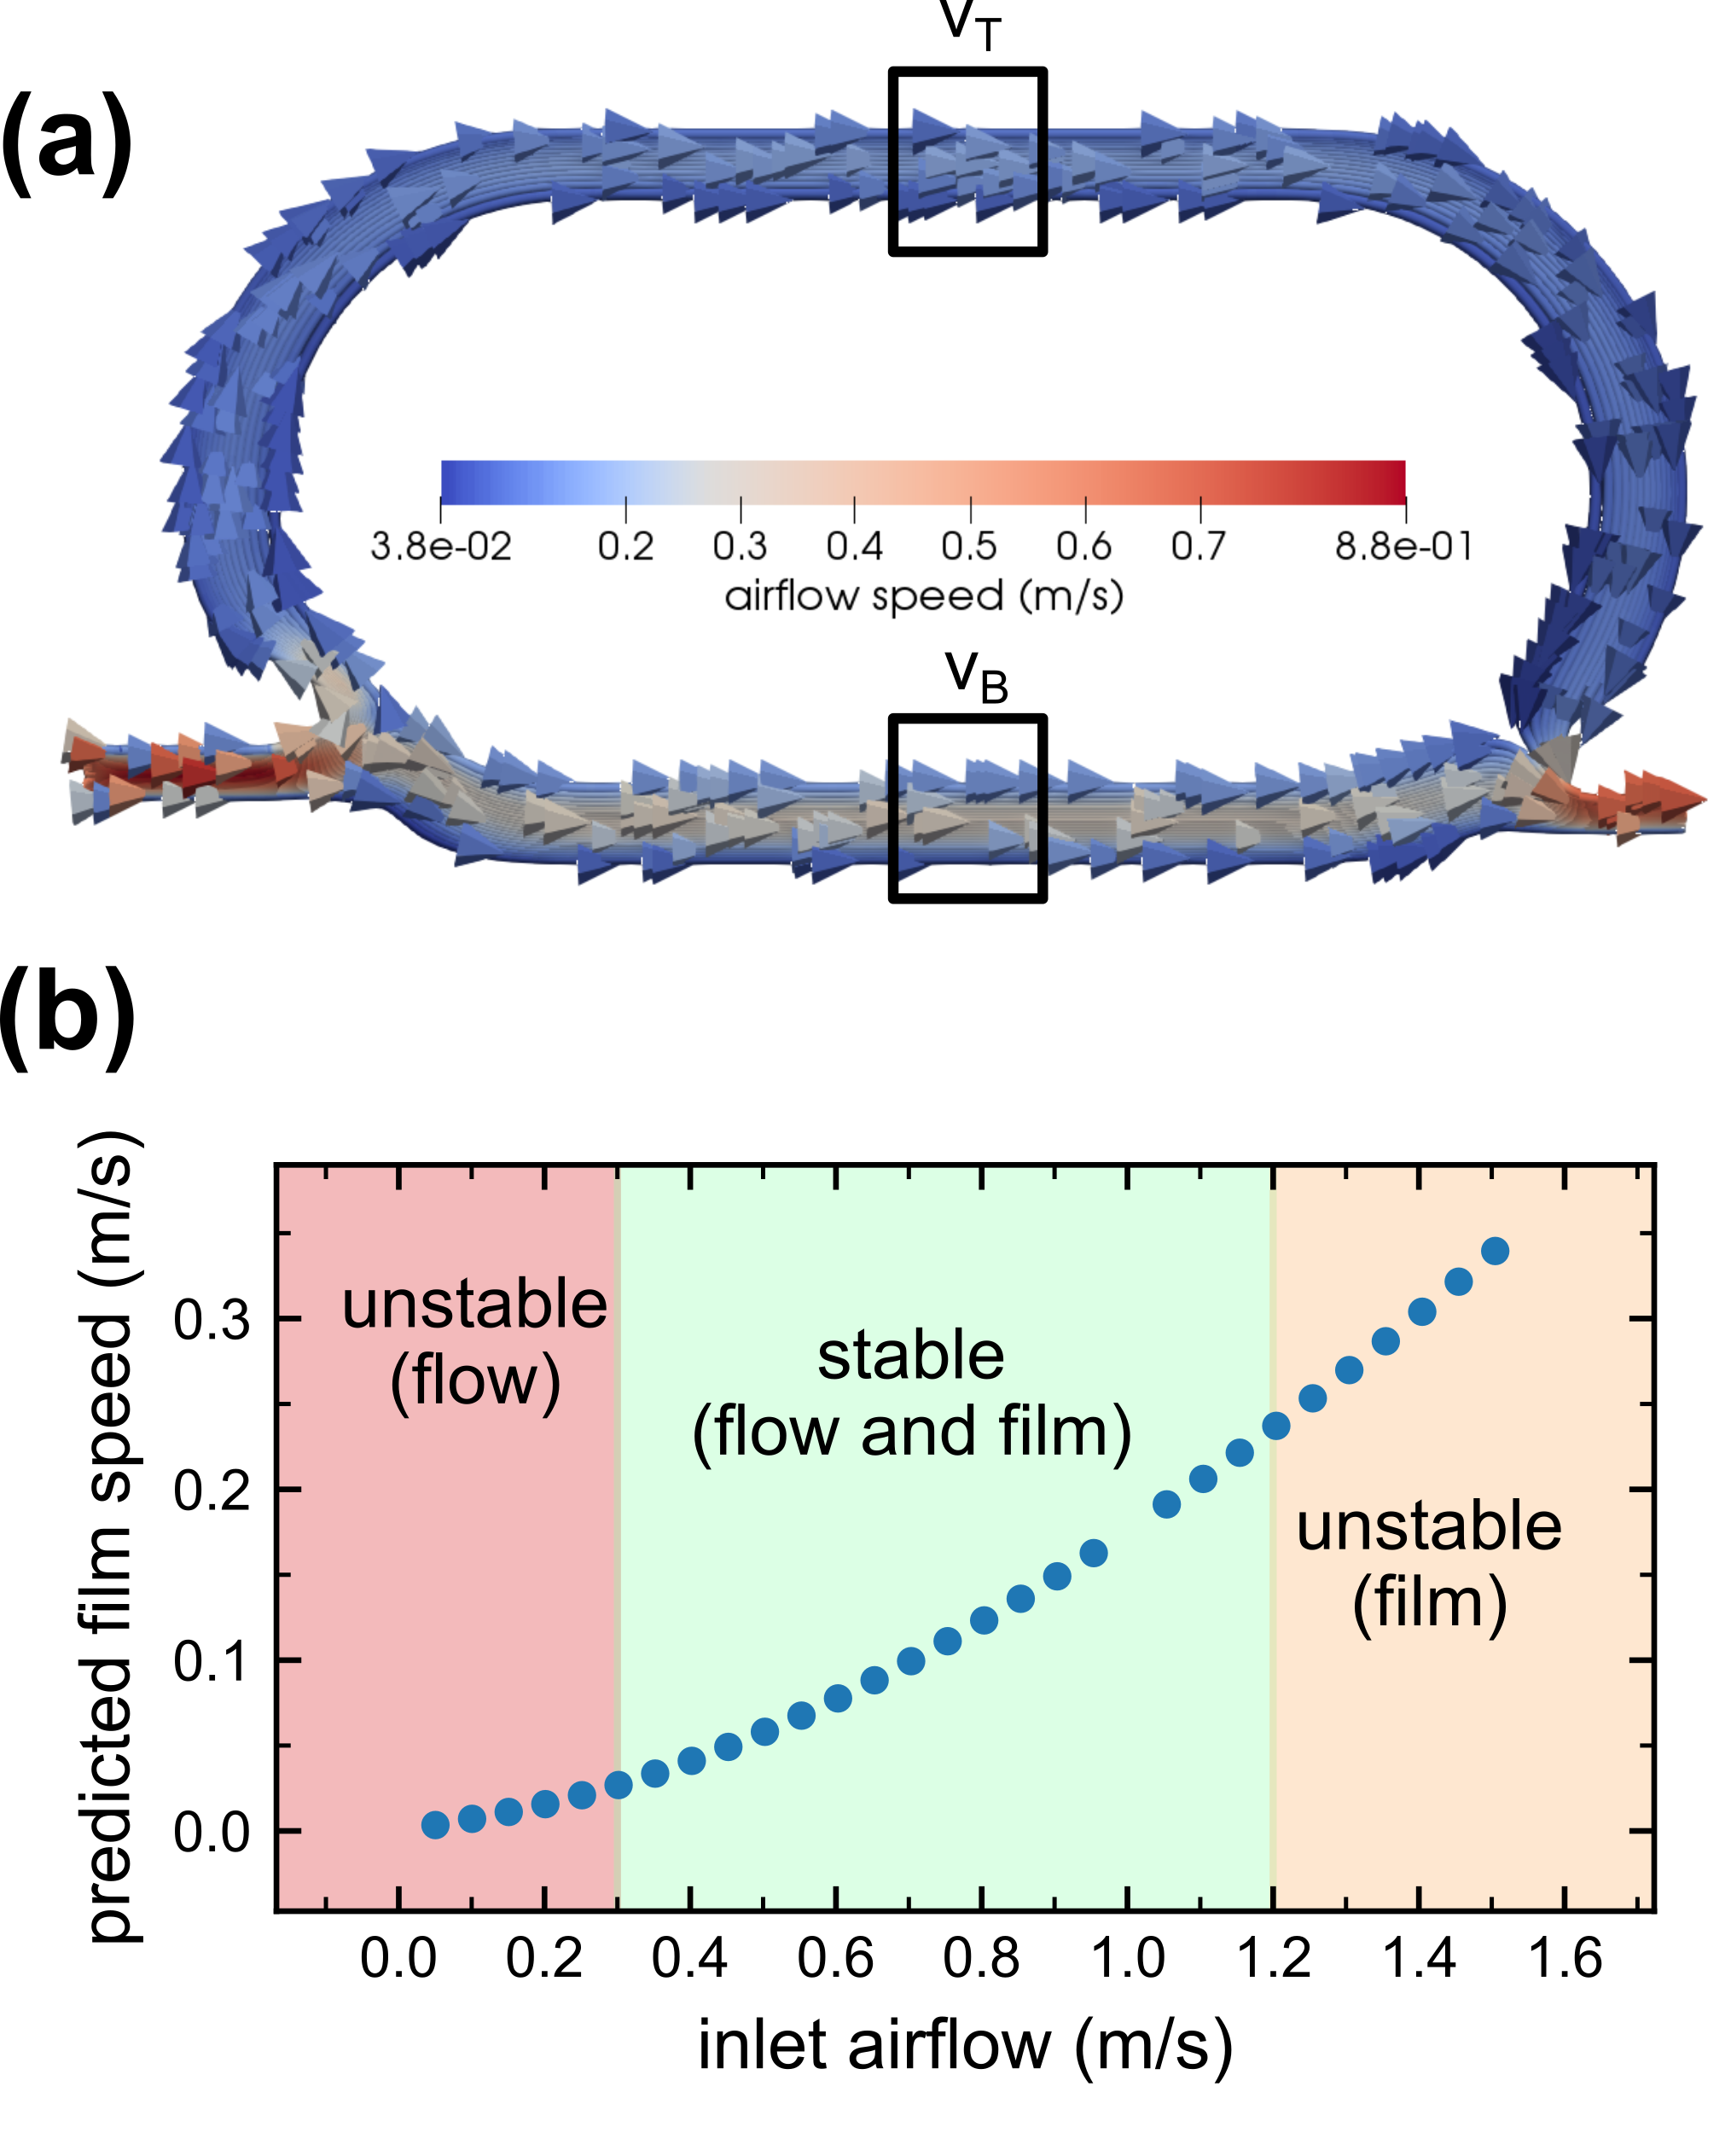 (a)
vT
3.8e-02 0.2 0.3 0.4 0.5 0.6 0.7 8.8e-01
airflow speed (m/s)
vB
(b)
predicted film speed (m/s)
0.3
0.2
0.1
0.0
unstable
(flow)
stable
(flow and film)
unstable
(film)
0.0 0.2 0.4 0.6 0.8 1.0 1.2 1.4 1.6
inlet airflow (m/s)